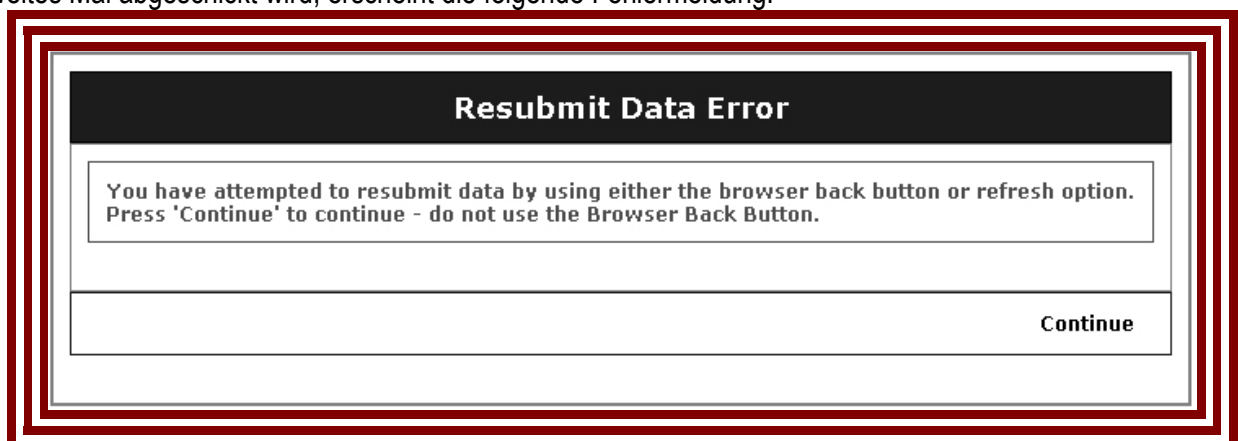 Mal abgeschickt wird, erscheint die folgende Fehlermeldung:
Resubmit Data Error
You have attempted to resubmit data by using either the browser back button or refresh option.
Press 'Continue' to continue - do not use the Browser Back Button.
Continue